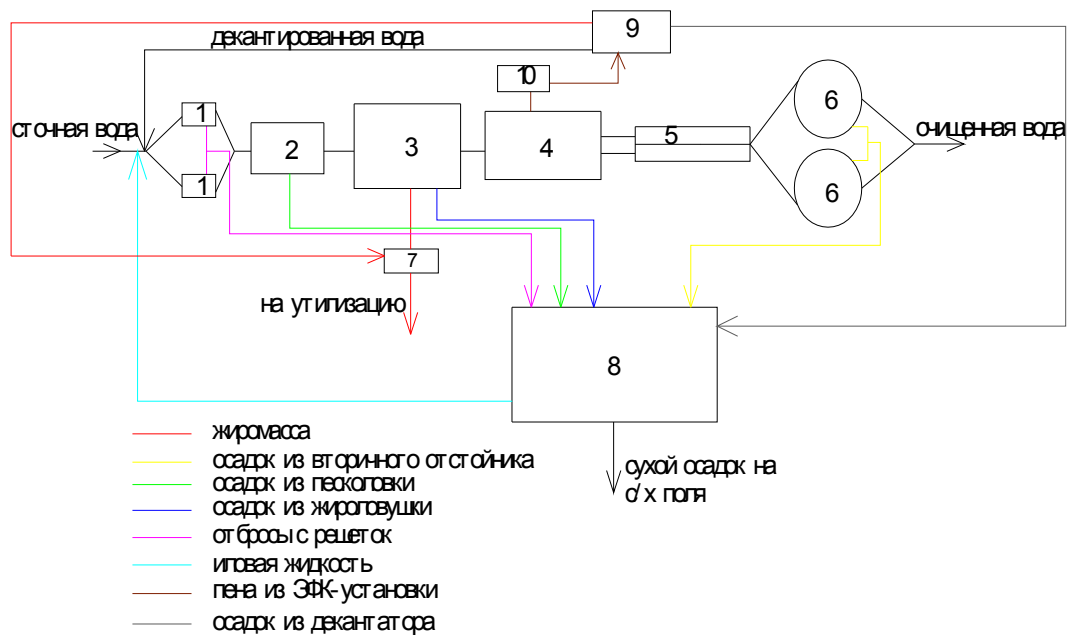 9
декантированная вода
10
1
6
сточная вода
очищенная вода
2
3
4
5
1
6
7
на утилизацию
8
жиромасса
осадок из вторичного отстойника
осадок из песколовки
осадок из жироловушки
отбросы с решеток
иловая жидкость
пена из ЭФК-установки
осадок из декантатора
сухой осадок на
с/х поля